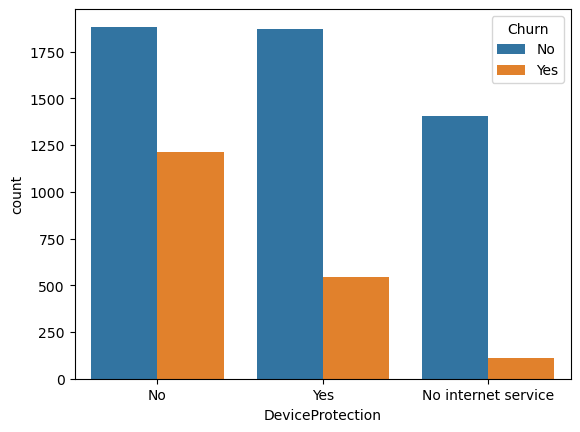 Churn
No
Yes
1750
1500
1250
1000
750
500
250
0
count
No
Yes
No internet service
DeviceProtection